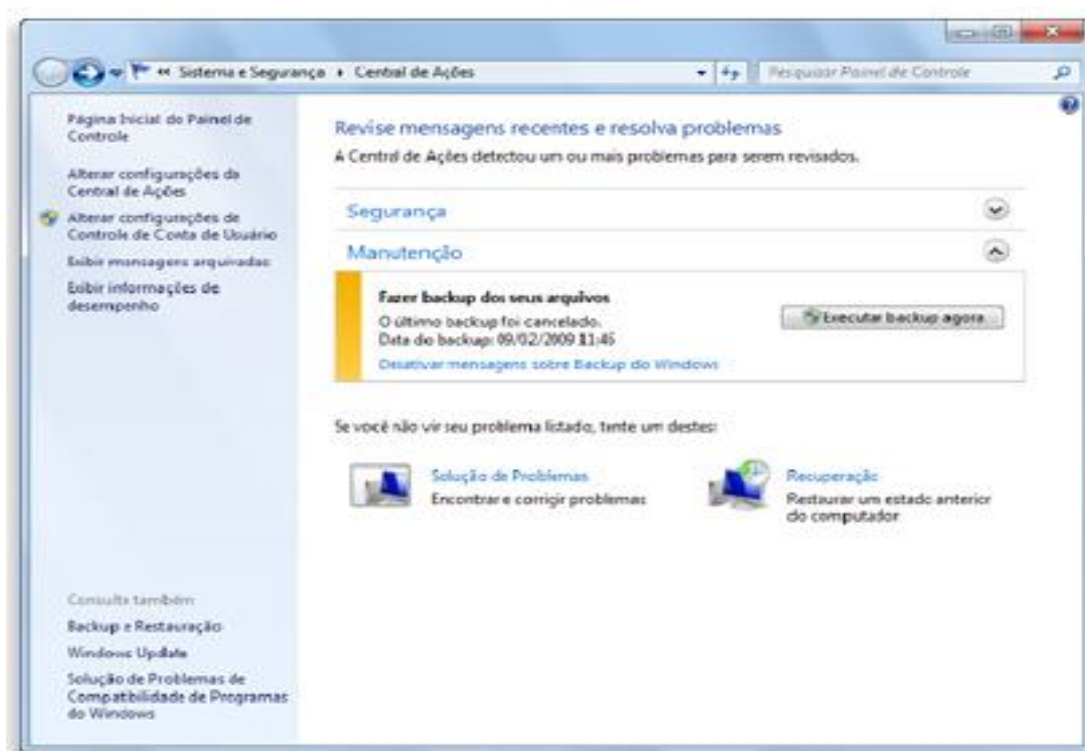 Sistema e Segurança
Central de Ações
Pesquisar Painel de Controle
Página Inicial do Painel de
Controle
Alterar configurações da
Central de Ações
Alterar configurações de
Controle de Conta de Usuário
Exibir mensagens arquivadas
Exibir informações de
desempenho
Consulte também
Backup e Restauração
Windows Update
Solução de Problemas de
Compatibilidade de Programas
do Windows
Revise mensagens recentes e resolva problemas
A Central de Ações detectou um ou mais problemas para serem revisados.
Segurança
Manutenção
Fazer backup dos seus arquivos
O último backup foi cancelado.
Data do backup: 09/02/2009 11:46
Desativar mensagens sobre Backup do Windows
Executar backup agora
Se você não vir seu problema listado, tente um destes:
Solução de Problemas
Encontrar e corrigir problemas
Recuperação
Restaurar um estado anterior
do computador